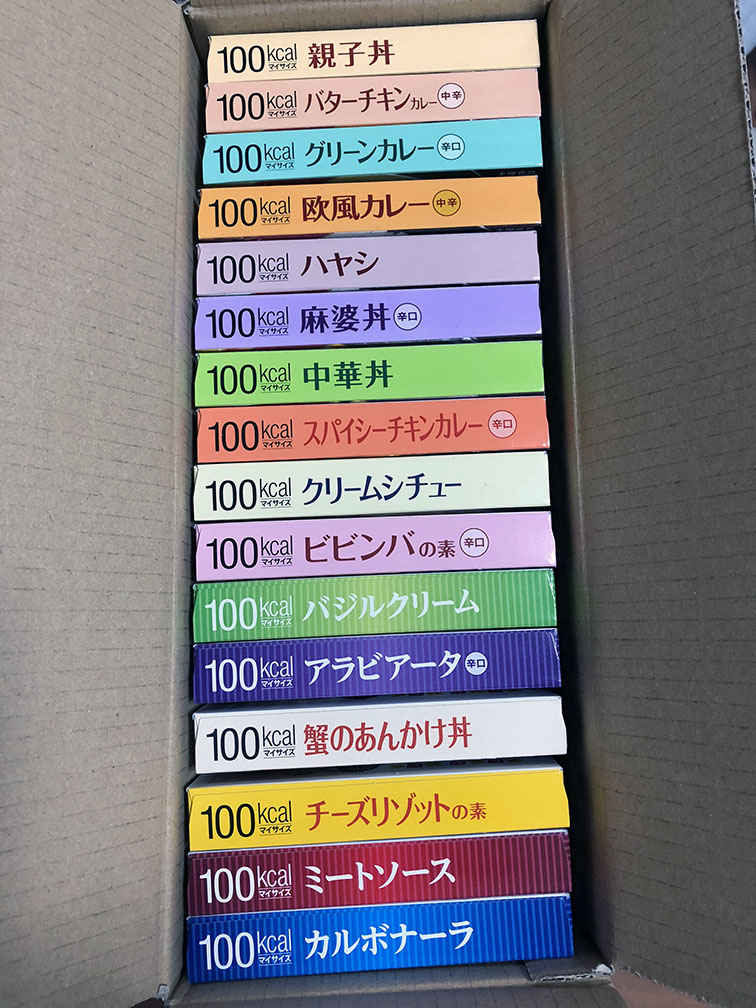 100kcal マイサイズ 親子丼
100kcal マイサイズ バターチキンカレー 中辛
100kcal マイサイズ グリーンカレー 辛口
100kcal マイサイズ 欧風カレー 中辛
100kcal マイサイズ ハヤシ
100kcal マイサイズ 麻婆丼 辛口
100kcal マイサイズ 中華丼
100kcal マイサイズ スパイシーチキンカレー 辛口
100kcal マイサイズ クリームシチュー
100kcal マイサイズ ビビンバの素 辛口
100kcal マイサイズ バジルクリーム
100kcal マイサイズ アラビアータ 辛口
100kcal マイサイズ 蟹のあんかけ丼
100kcal マイサイズ チーズリゾットの素
100kcal マイサイズ ミートソース
100kcal マイサイズ カルボナーラ